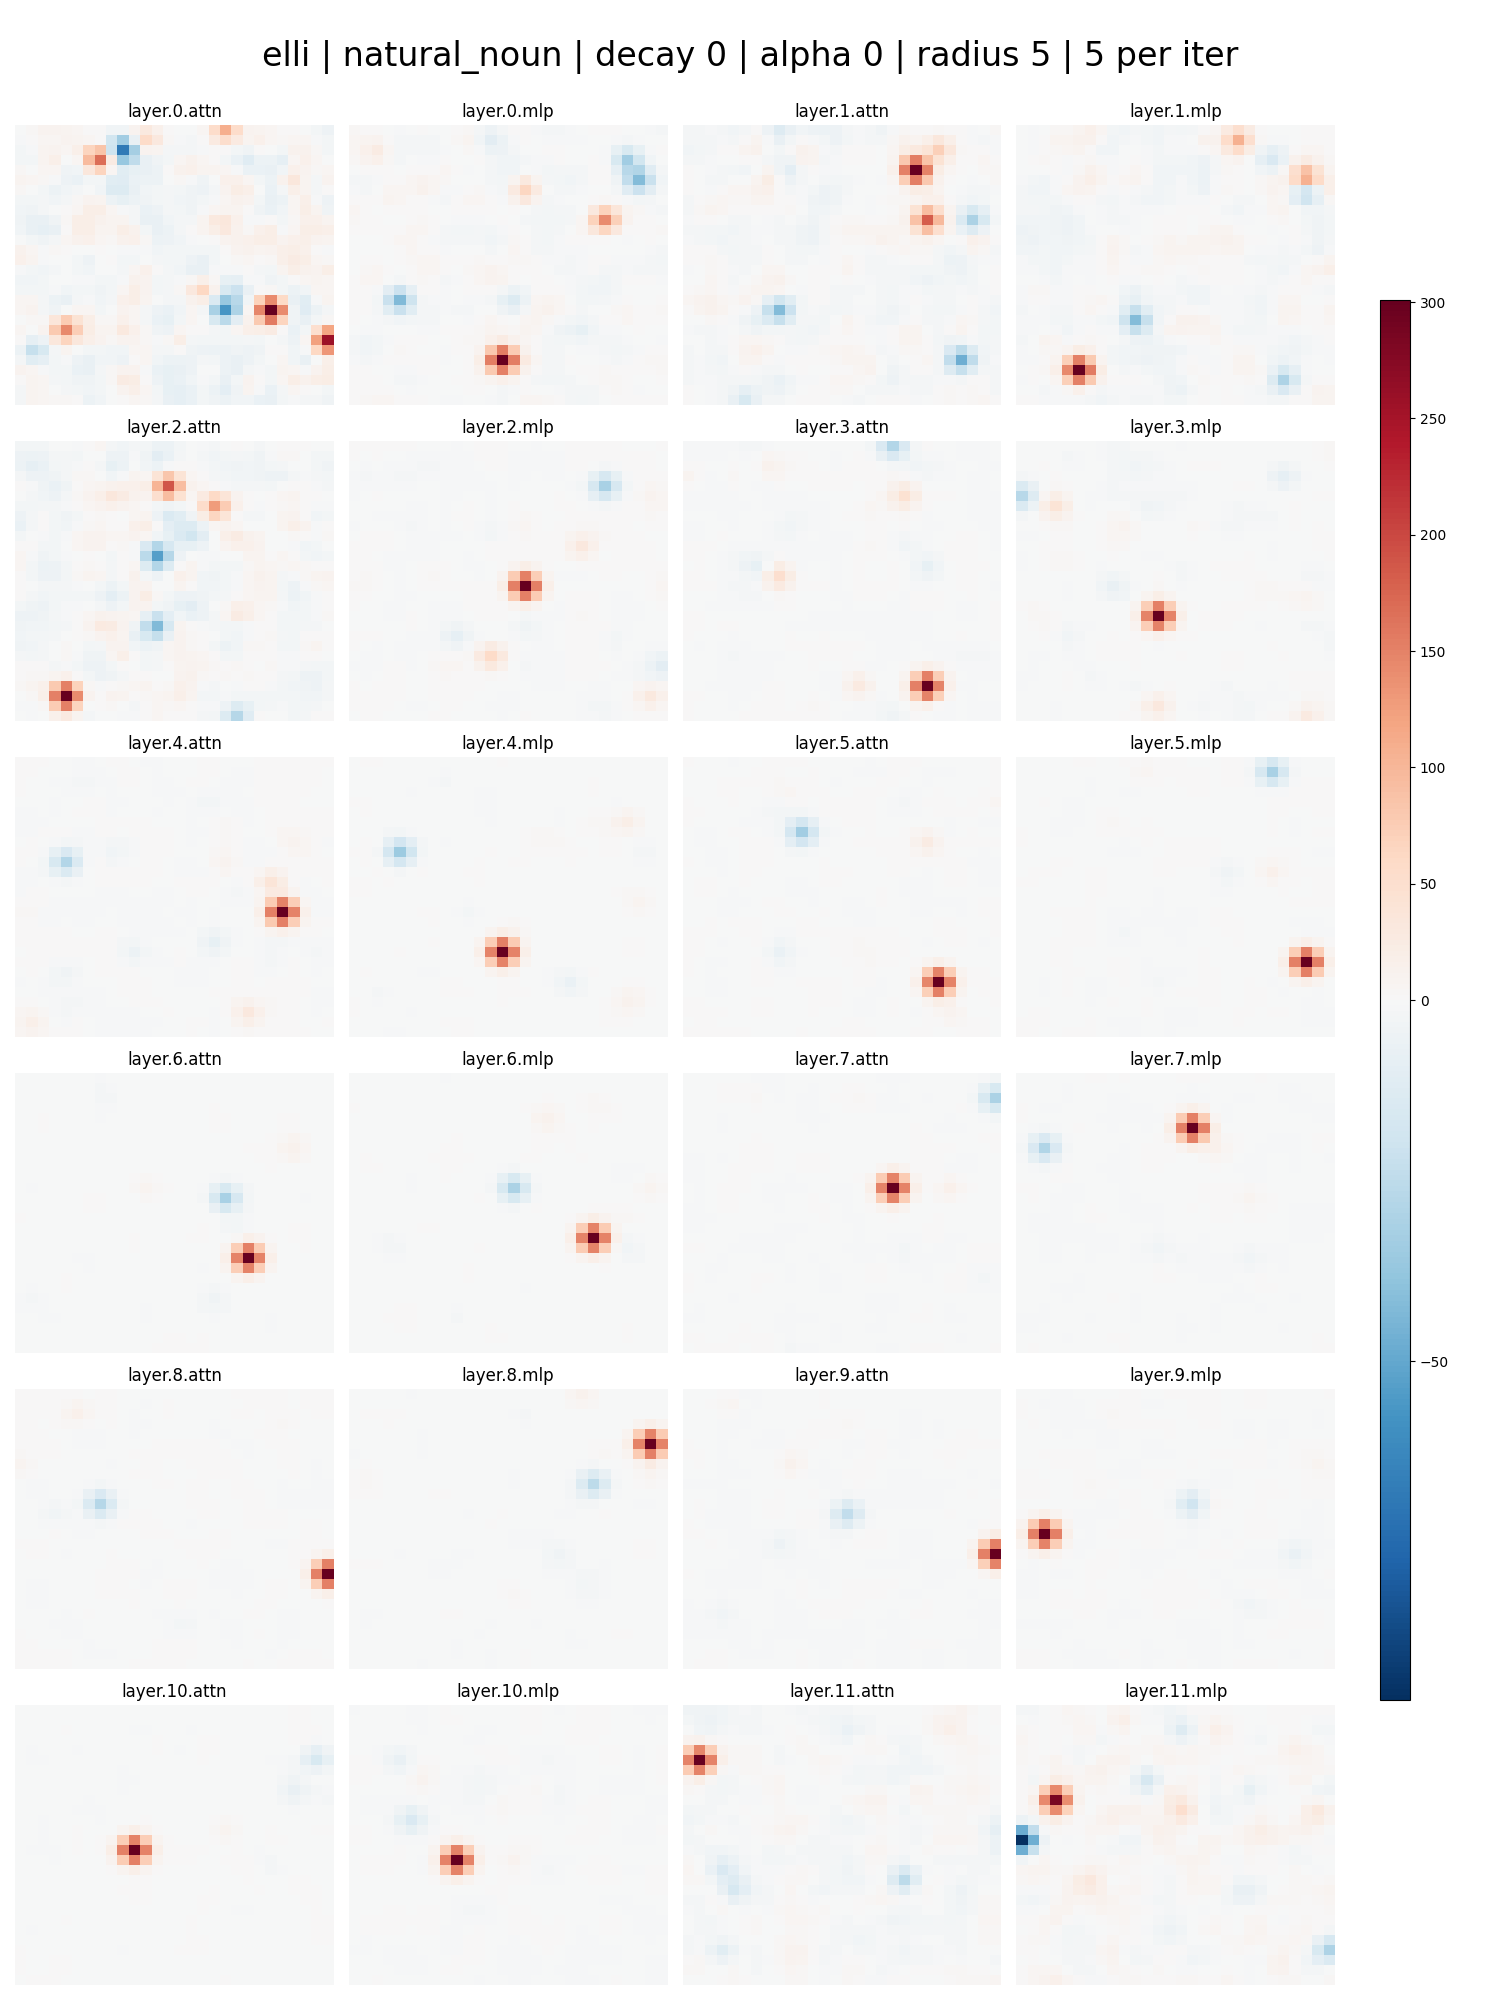 elli | natural_noun | decay 0 | alpha 0 | radius 5 | 5 per iter
layer.0.attn
layer.0.mlp
layer.1.attn
layer.1.mlp
layer.2.attn
layer.2.mlp
layer.3.attn
layer.3.mlp
layer.4.attn
layer.4.mlp
layer.5.attn
layer.5.mlp
layer.6.attn
layer.6.mlp
layer.7.attn
layer.7.mlp
layer.8.attn
layer.8.mlp
layer.9.attn
layer.9.mlp
layer.10.attn
layer.10.mlp
layer.11.attn
layer.11.mlp
300
250
200
150
100
50
0
−50